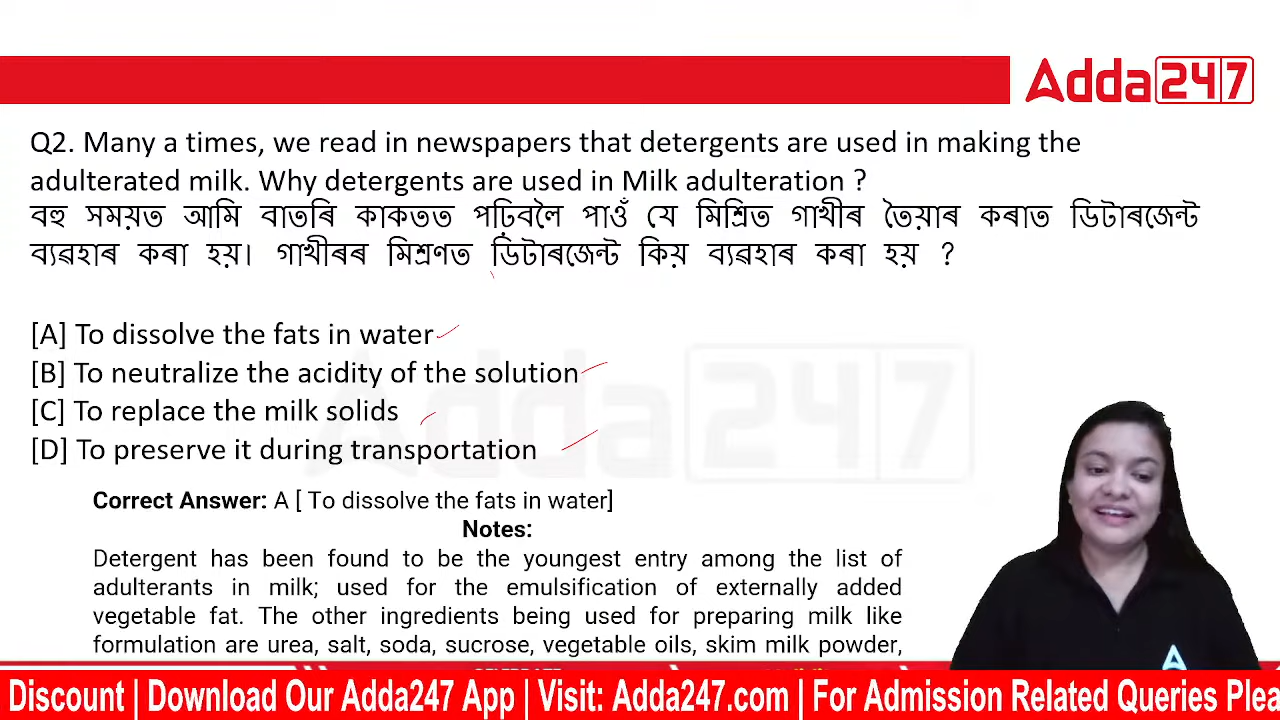 Adda247
Q2. Many a times, we read in newspapers that detergents are used in making the
adulterated milk. Why detergents are used in Milk adulteration ?
বহু সময়ত আমি বাতৰি কাকতত পঢ়িবলৈ পাওঁ যে মিশ্ৰিত গাখীৰ তৈয়াৰ কৰাত ডিটাৰজেন্ট
ব্যৱহাৰ কৰা হয়। গাখীৰৰ মিশ্ৰণত ডিটাৰজেন্ট কিয় ব্যৱহাৰ কৰা হয় ?
[A] To dissolve the fats in water
[B] To neutralize the acidity of the solution
[C] To replace the milk solids
[D] To preserve it during transportation
Adda247
Correct Answer: A [ To dissolve the fats in water]
Notes:
Detergent has been found to be the youngest entry among the list of
adulterants in milk; used for the emulsification of externally added
vegetable fat. The other ingredients being used for preparing milk like
formulation are urea, salt, soda, sucrose, vegetable oils, skim milk powder,
Discount | Download Our Adda247 App | Visit: Adda247.com | For Admission Related Queries Plea